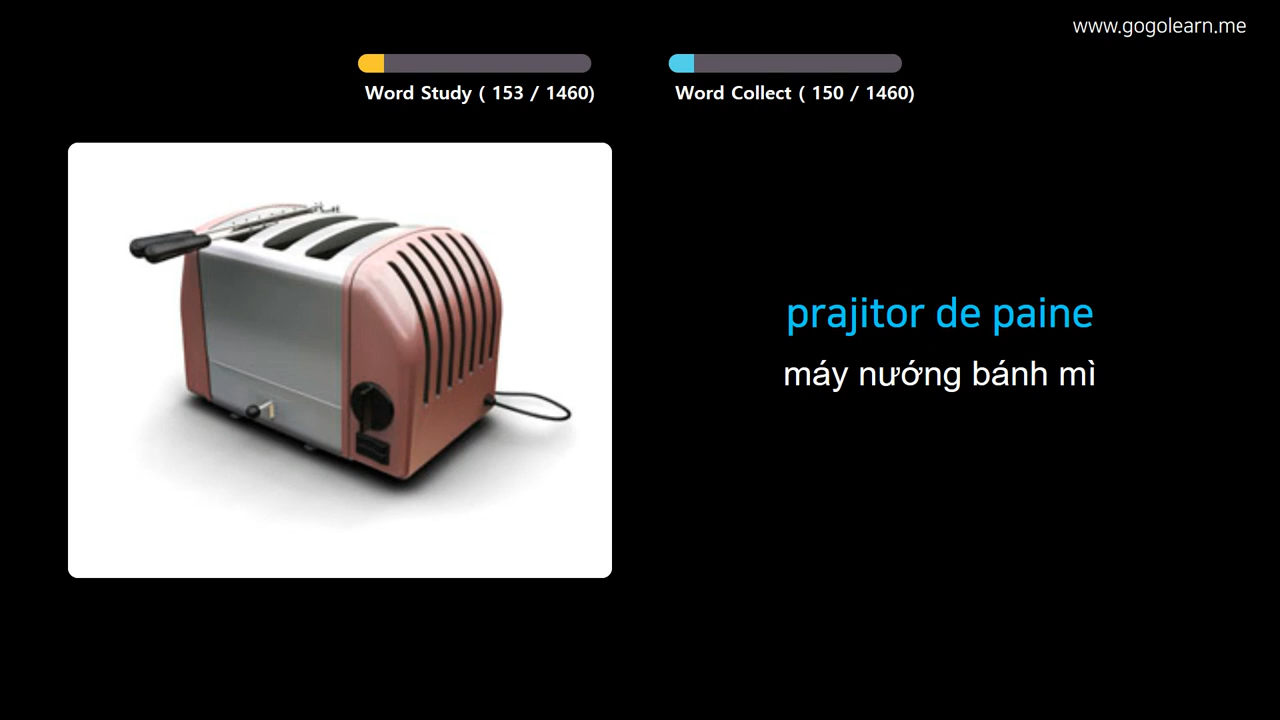 www.gogolearn.me
Word Study ( 153 / 1460)
Word Collect ( 150 / 1460)
prajitor de paine
máy nướng bánh mì